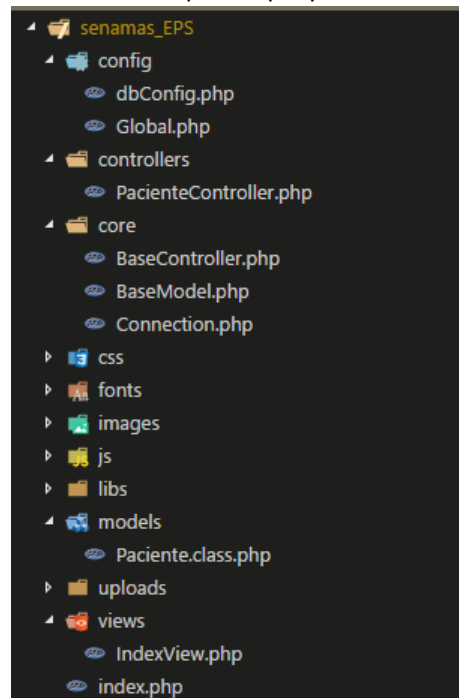 senamas_EPS
config
dbConfig.php
Global.php
controllers
PacienteController.php
core
BaseController.php
BaseModel.php
Connection.php
css
fonts
images
js
libs
models
Paciente.class.php
uploads
views
IndexView.php
index.php